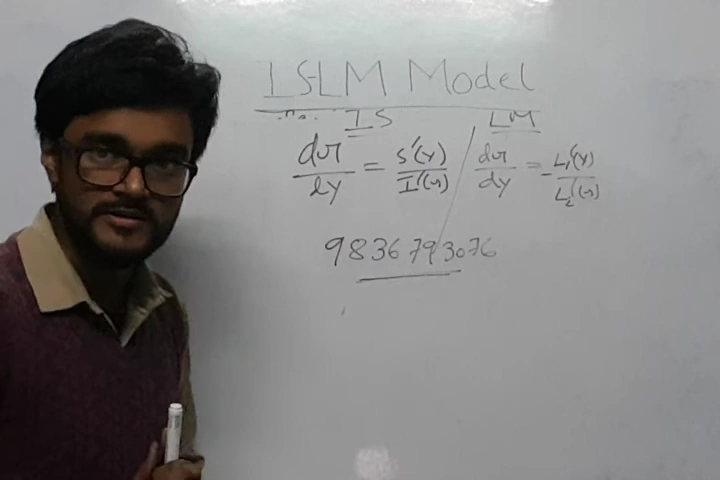 IS-LM Model
IS LM
dr/dy = S'(Y)/I'(r) / dr/dy = -L₁'(Y)/L₂'(r)
9836793076